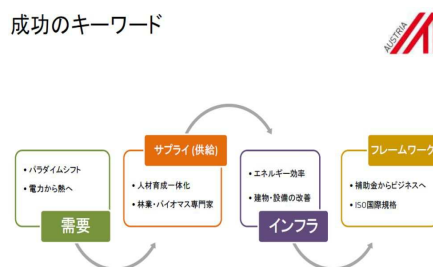 成功のキーワード
AUSTRIA
サプライ(供給)
フレームワーク
・パラダイムシフト
・電力から熱へ
・人材育成一体化
・林業・バイオマス専門家
・エネルギー効率
・建物・設備の改善
・補助金からビジネスへ
・ISO国際規格
需要
インフラ